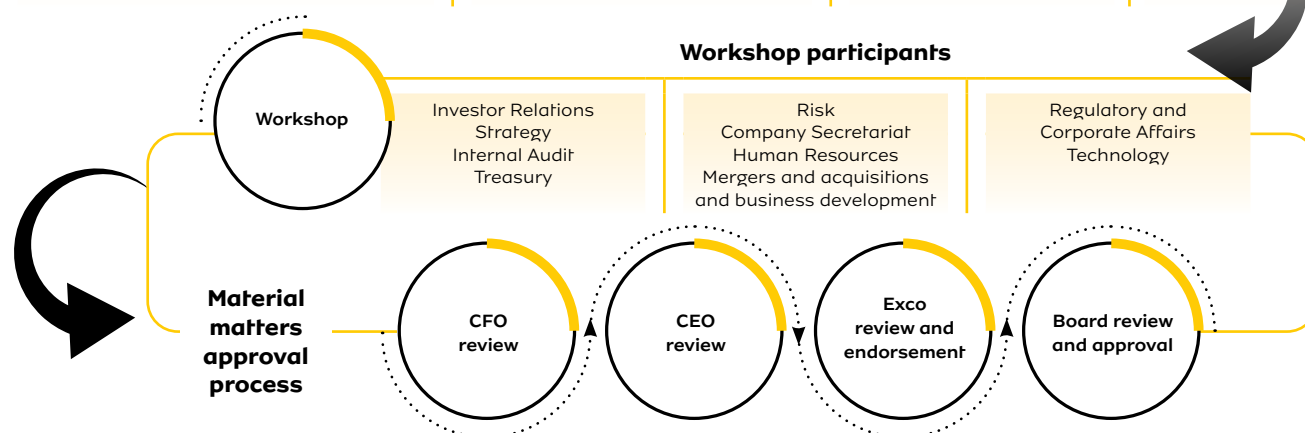 Workshop participants
Workshop
Investor Relations
Strategy
Internal Audit
Treasury
Risk
Company Secretariat
Human Resources
Mergers and acquisitions
and business development
Regulatory and
Corporate Affairs
Technology
Material
matters
approval
process
CFO
review
CEO
review
Exco
review and
endorsement
Board review
and approval